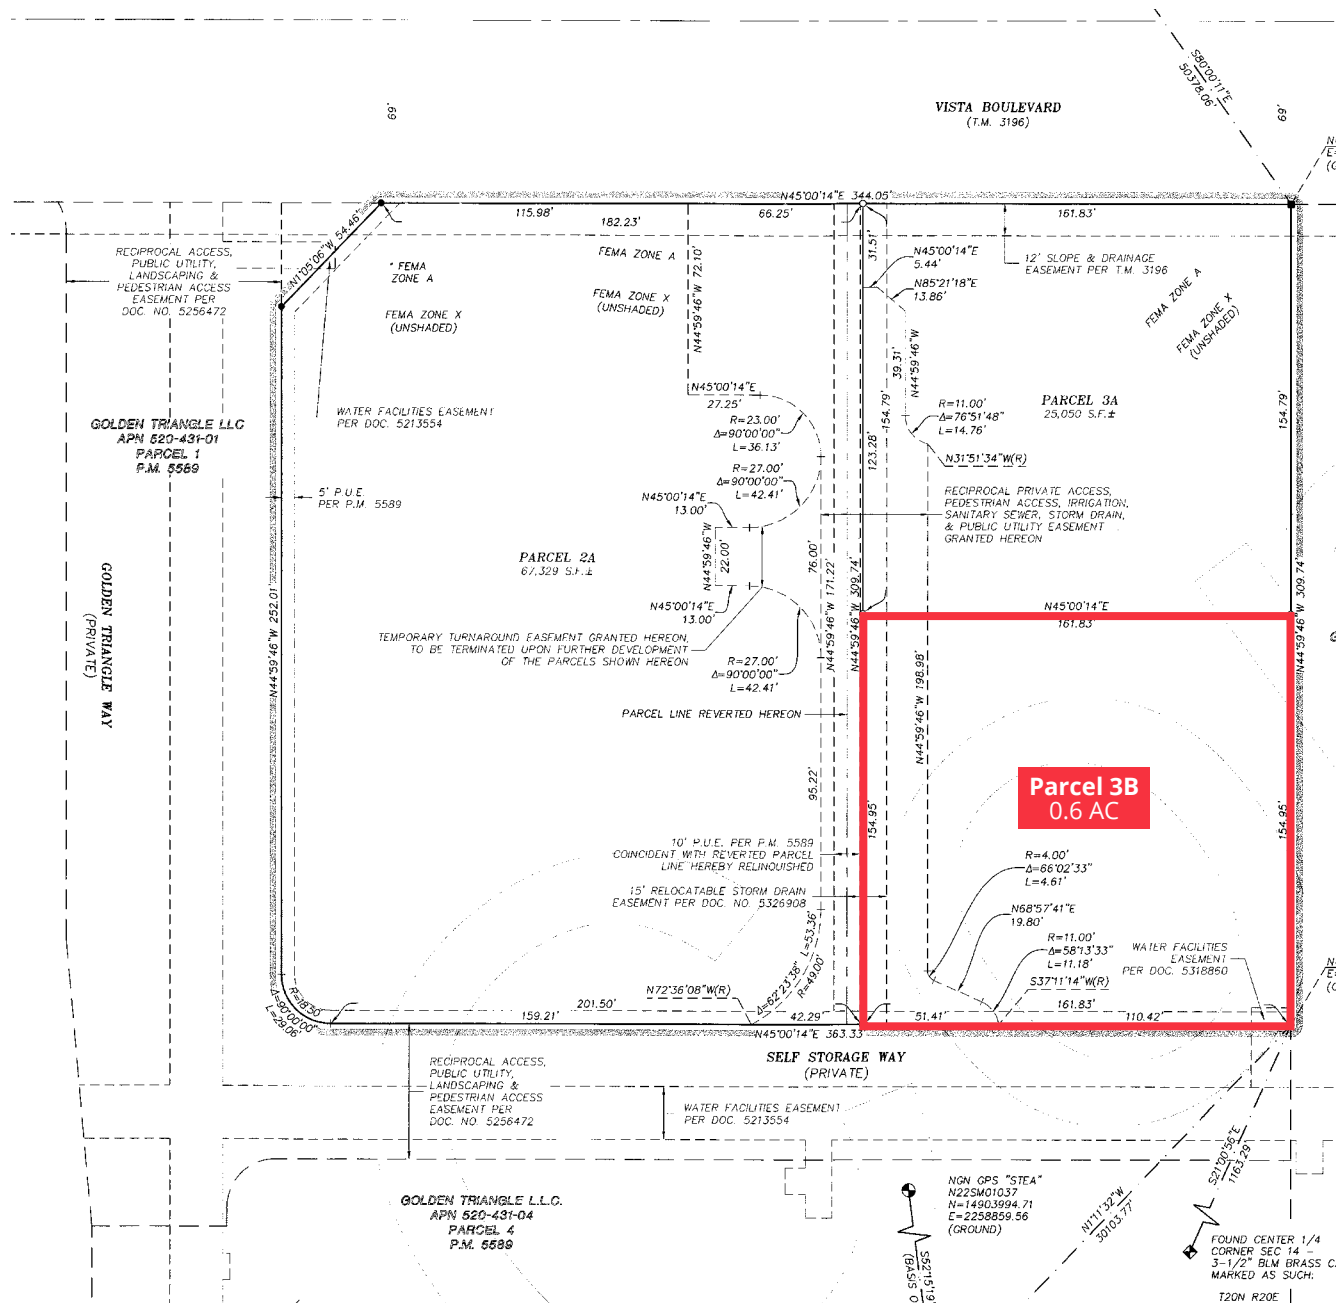 S80°00'11"E
50378.06'
69'
69'
VISTA BOULEVARD
(T.M. 3196)
N45°00'14"E 344.05'
115.98'
66.25'
161.83'
182.23'
N1°05'06"W 54.46'
RECIPROCAL ACCESS,
PUBLIC UTILITY,
LANDSCAPING &
PEDESTRIAN ACCESS
EASEMENT PER
DOC. NO. 5256472
* FEMA
ZONE A
FEMA ZONE X
(UNSHADED)
FEMA ZONE A
FEMA ZONE X
(UNSHADED)
N44°59'46"W 72.10'
31.51'
N45°00'14"E
5.44'
N85°21'18"E
13.86'
12' SLOPE & DRAINAGE
EASEMENT PER T.M. 3196
FEMA ZONE A
FEMA ZONE X
(UNSHADED)
39.31'
N44°59'46"W
N45°00'14"E
27.25'
R=23.00'
Δ=90°00'00"
L=36.13'
R=27.00'
Δ=90°00'00"
L=42.41'
154.79'
123.28'
R=11.00'
Δ=76°51'48"
L=14.76'
N31°51'34"W(R)
PARCEL 3A
25,050 S.F.±
154.79'
WATER FACILITIES EASEMENT
PER DOC. 5213554
GOLDEN TRIANGLE LLC
APN 520-431-01
PARCEL 1
P.M. 5589
5' P.U.E.
PER P.M. 5589
N45°00'14"E
13.00'
RECIPROCAL PRIVATE ACCESS,
PEDESTRIAN ACCESS, IRRIGATION,
SANITARY SEWER, STORM DRAIN,
& PUBLIC UTILITY EASEMENT
GRANTED HEREON
PARCEL 2A
67,329 S.F.±
N44°59'46"W
22.00'
76.00'
N44°59'46"W 171.22'
N44°59'46"W 309.74'
N45°00'14"E
13.00'
GOLDEN TRIANGLE WAY
(PRIVATE)
N44°59'46"W 252.01'
TEMPORARY TURNAROUND EASEMENT GRANTED HEREON,
TO BE TERMINATED UPON FURTHER DEVELOPMENT
OF THE PARCELS SHOWN HEREON
R=27.00'
Δ=90°00'00"
L=42.41'
N45°00'14"E
161.83'
N44°59'46"W 309.74'
N44°59'46"W 198.98'
PARCEL LINE REVERTED HEREON
95.22'
154.95'
Parcel 3B
0.6 AC
154.95'
10' P.U.E. PER P.M. 5589
COINCIDENT WITH REVERTED PARCEL
LINE HEREBY RELINQUISHED
15' RELOCATABLE STORM DRAIN
EASEMENT PER DOC. NO. 5326908
R=4.00'
Δ=66°02'33"
L=4.61'
N68°57'41"E
19.80'
R=11.00'
Δ=58°13'33"
L=11.18'
S37°11'14"W(R)
WATER FACILITIES
EASEMENT
PER DOC. 5318860
Δ=62°23'38" L=53.36'
R=49.00'
N72°36'08"W(R)
R=18.50'
Δ=90°00'00"
L=29.06'
201.50'
159.21'
42.29'
51.41'
161.83'
110.42'
N45°00'14"E 363.33'
SELF STORAGE WAY
(PRIVATE)
RECIPROCAL ACCESS,
PUBLIC UTILITY,
LANDSCAPING &
PEDESTRIAN ACCESS
EASEMENT PER
DOC. NO. 5256472
WATER FACILITIES EASEMENT
PER DOC. 5213554
GOLDEN TRIANGLE L.L.C.
APN 520-431-04
PARCEL 4
P.M. 5589
NGN GPS "STEA"
N22SM01037
N=14903994.71
E=2258859.56
(GROUND)
S52°15'19"
(BASIS O
N1°11'32"W
30103.77'
S21°00'56"E
1163.29'
FOUND CENTER 1/4
CORNER SEC 14 -
3-1/2" BLM BRASS C
MARKED AS SUCH:
T20N R20E